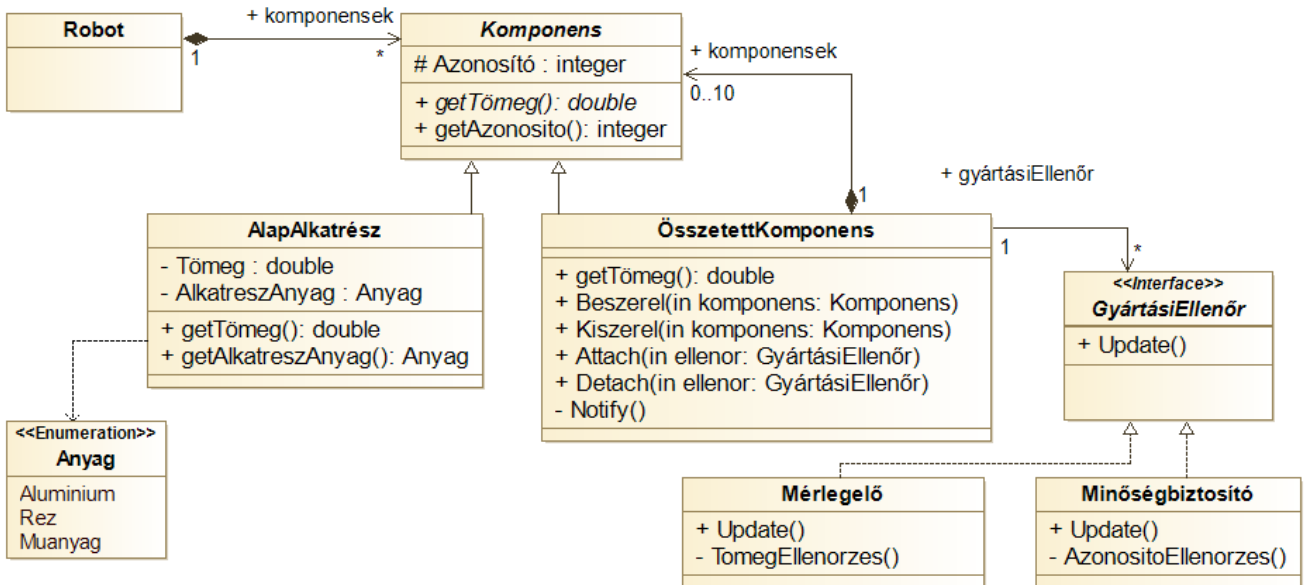 Robot
+ komponensek
1
*
Komponens
# Azonosító : integer
+ getTömeg(): double
+ getAzonosito(): integer
+ komponensek
0..10
1
AlapAlkatrész
- Tömeg : double
- AlkatreszAnyag : Anyag
+ getTömeg(): double
+ getAlkatreszAnyag(): Anyag
ÖsszetettKomponens
+ getTömeg(): double
+ Beszerel(in komponens: Komponens)
+ Kiszerel(in komponens: Komponens)
+ Attach(in ellenor: GyártásiEllenőr)
+ Detach(in ellenor: GyártásiEllenőr)
- Notify()
+ gyártásiEllenőr
1
*
<<Interface>>
GyártásiEllenőr
+ Update()
<<Enumeration>>
Anyag
Aluminium
Rez
Muanyag
Mérlegelő
+ Update()
- TomegEllenorzes()
Minőségbiztosító
+ Update()
- AzonositoEllenorzes()